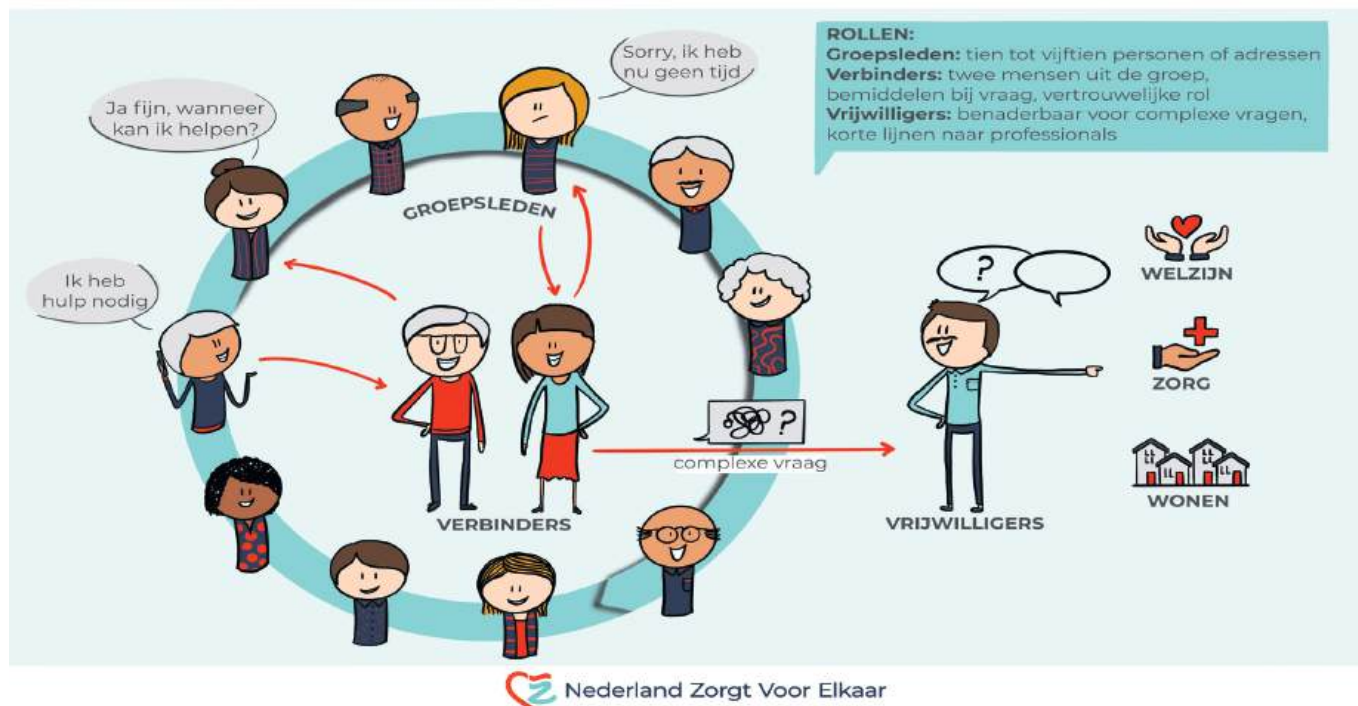 ROLLEN:
Groepsleden: tien tot vijftien personen of adressen
Verbinders: twee mensen uit de groep,
bemiddelen bij vraag, vertrouwelijke rol
Vrijwilligers: benaderbaar voor complexe vragen,
korte lijnen naar professionals
Sorry, ik heb
nu geen tijd
Ja fijn, wanneer
kan ik helpen?
GROEPSLEDEN
Ik heb
hulp nodig
?
WELZIJN
ZORG
?
complexe vraag
WONEN
VERBINDERS
VRIJWILLIGERS
Nederland Zorgt Voor Elkaar